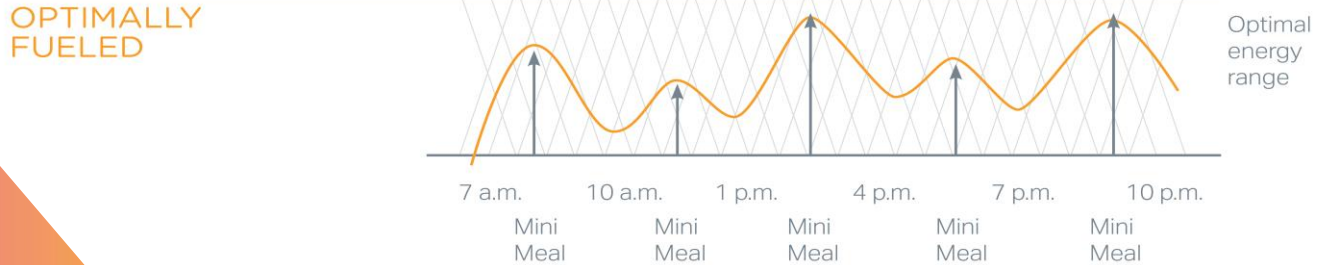 OPTIMALLY
FUELED
Optimal
energy
range
7 a.m. 10 a.m. 1 p.m. 4 p.m. 7 p.m. 10 p.m.
Mini Mini Mini Mini Mini
Meal Meal Meal Meal Meal